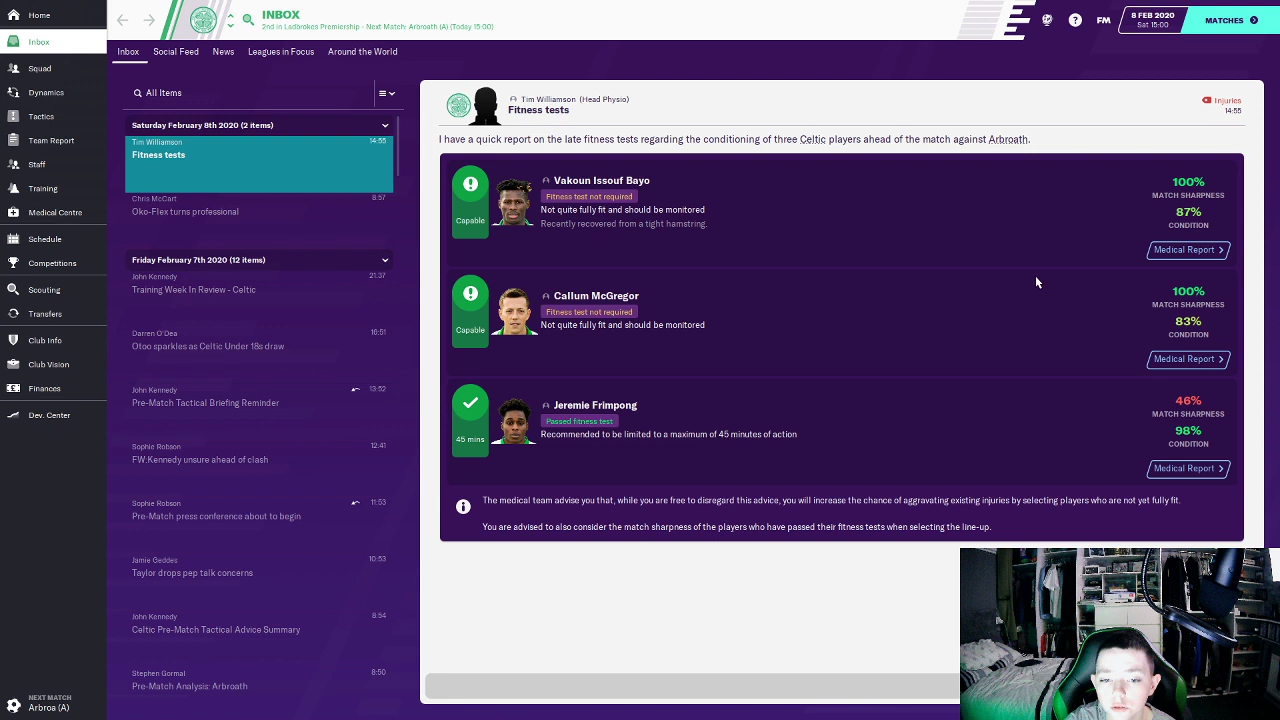 INBOX
2nd in Ladbrokes Premiership - Next Match: Arbroath (A) (Today 15:00)
FM
8 FEB 2020
Sat 15:00
MATCHES
Inbox
Home
Squad
Dynamics
Tactics
Team Report
Staff
Training
Medical Centre
Schedule
Competitions
Scouting
Transfers
Club Info
Club Vision
Finances
Dev. Center
NEXT MATCH
Arbroa (A)
Inbox
Social Feed
News
Leagues in Focus
Around the World
All Items
Saturday February 8th 2020 (2 items)
Tim Williamson
14:55
Fitness tests
Chris McCart
8:57
Oko-Flex turns professional
Friday February 7th 2020 (12 items)
John Kennedy
21:37
Training Week In Review - Celtic
Darren O'Dea
16:51
Otoo sparkles as Celtic Under 18s draw
John Kennedy
13:52
Pre-Match Tactical Briefing Reminder
Sophie Robson
12:41
FW:Kennedy unsure ahead of clash
Sophie Robson
11:53
Pre-Match press conference about to begin
Jamie Geddes
10:53
Taylor drops pep talk concerns
John Kennedy
8:54
Celtic Pre-Match Tactical Advice Summary
Stephen Gormal
8:50
Pre-Match Analysis: Arbroath
Tim Williamson (Head Physio)
Fitness tests
Injuries
14:55
I have a quick report on the late fitness tests regarding the conditioning of three Celtic players ahead of the match against Arbroath.
Capable
Vakoun Issouf Bayo
Fitness test not required
Not quite fully fit and should be monitored
Recently recovered from a tight hamstring.
100%
MATCH SHARPNESS
87%
CONDITION
Medical Report
Capable
Callum McGregor
Fitness test not required
Not quite fully fit and should be monitored
100%
MATCH SHARPNESS
83%
CONDITION
Medical Report
45 mins
Jeremie Frimpong
Passed fitness test
Recommended to be limited to a maximum of 45 minutes of action
46%
MATCH SHARPNESS
98%
CONDITION
Medical Report
The medical team advise you that, while you are free to disregard this advice, you will increase the chance of aggravating existing injuries by selecting players who are not yet fully fit.
You are advised to also consider the match sharpness of the players who have passed their fitness tests when selecting the line-up.